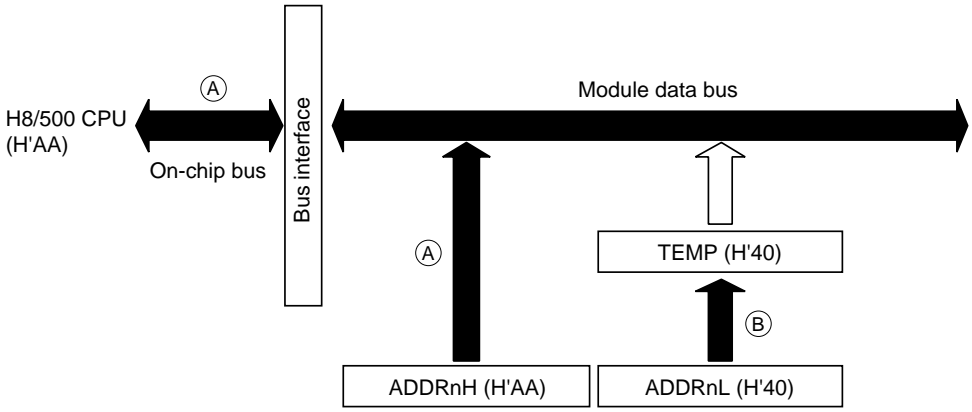 H8/500 CPU
(H'AA)
Ⓐ
On-chip bus
Bus interface
Module data bus
Ⓐ
TEMP (H'40)
Ⓑ
ADDRnH (H'AA)
ADDRnL (H'40)